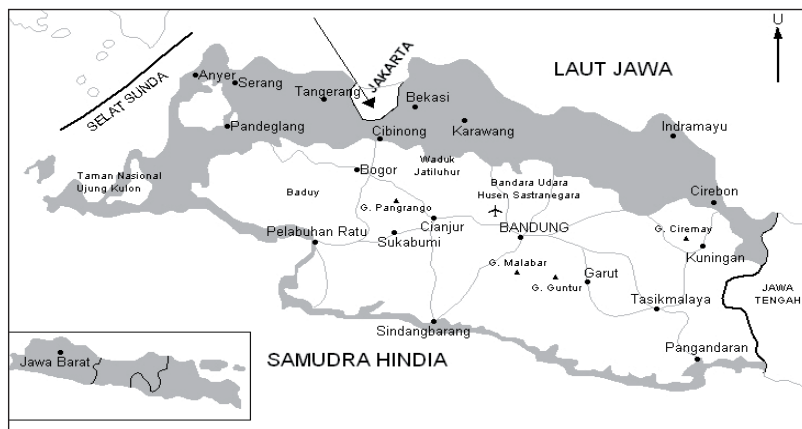 U
LAUT JAWA
SELAT SUNDA
JAKARTA
Anyer
Serang
Tangerang
Bekasi
Pandeglang
Cibinong
Karawang
Indramayu
Taman Nasional
Ujung Kulon
Baduy
Bogor
Waduk
Jatiluhur
Bandara Udara
Husen Sastranegara
Cirebon
G. Pangrango
Cianjur
G. Ciremay
Pelabuhan Ratu
Sukabumi
BANDUNG
Kuningan
G. Malabar
G. Guntur
Garut
JAWA
TENGAH
Tasikmalaya
Sindangbarang
Pangandaran
SAMUDRA HINDIA
Jawa Barat